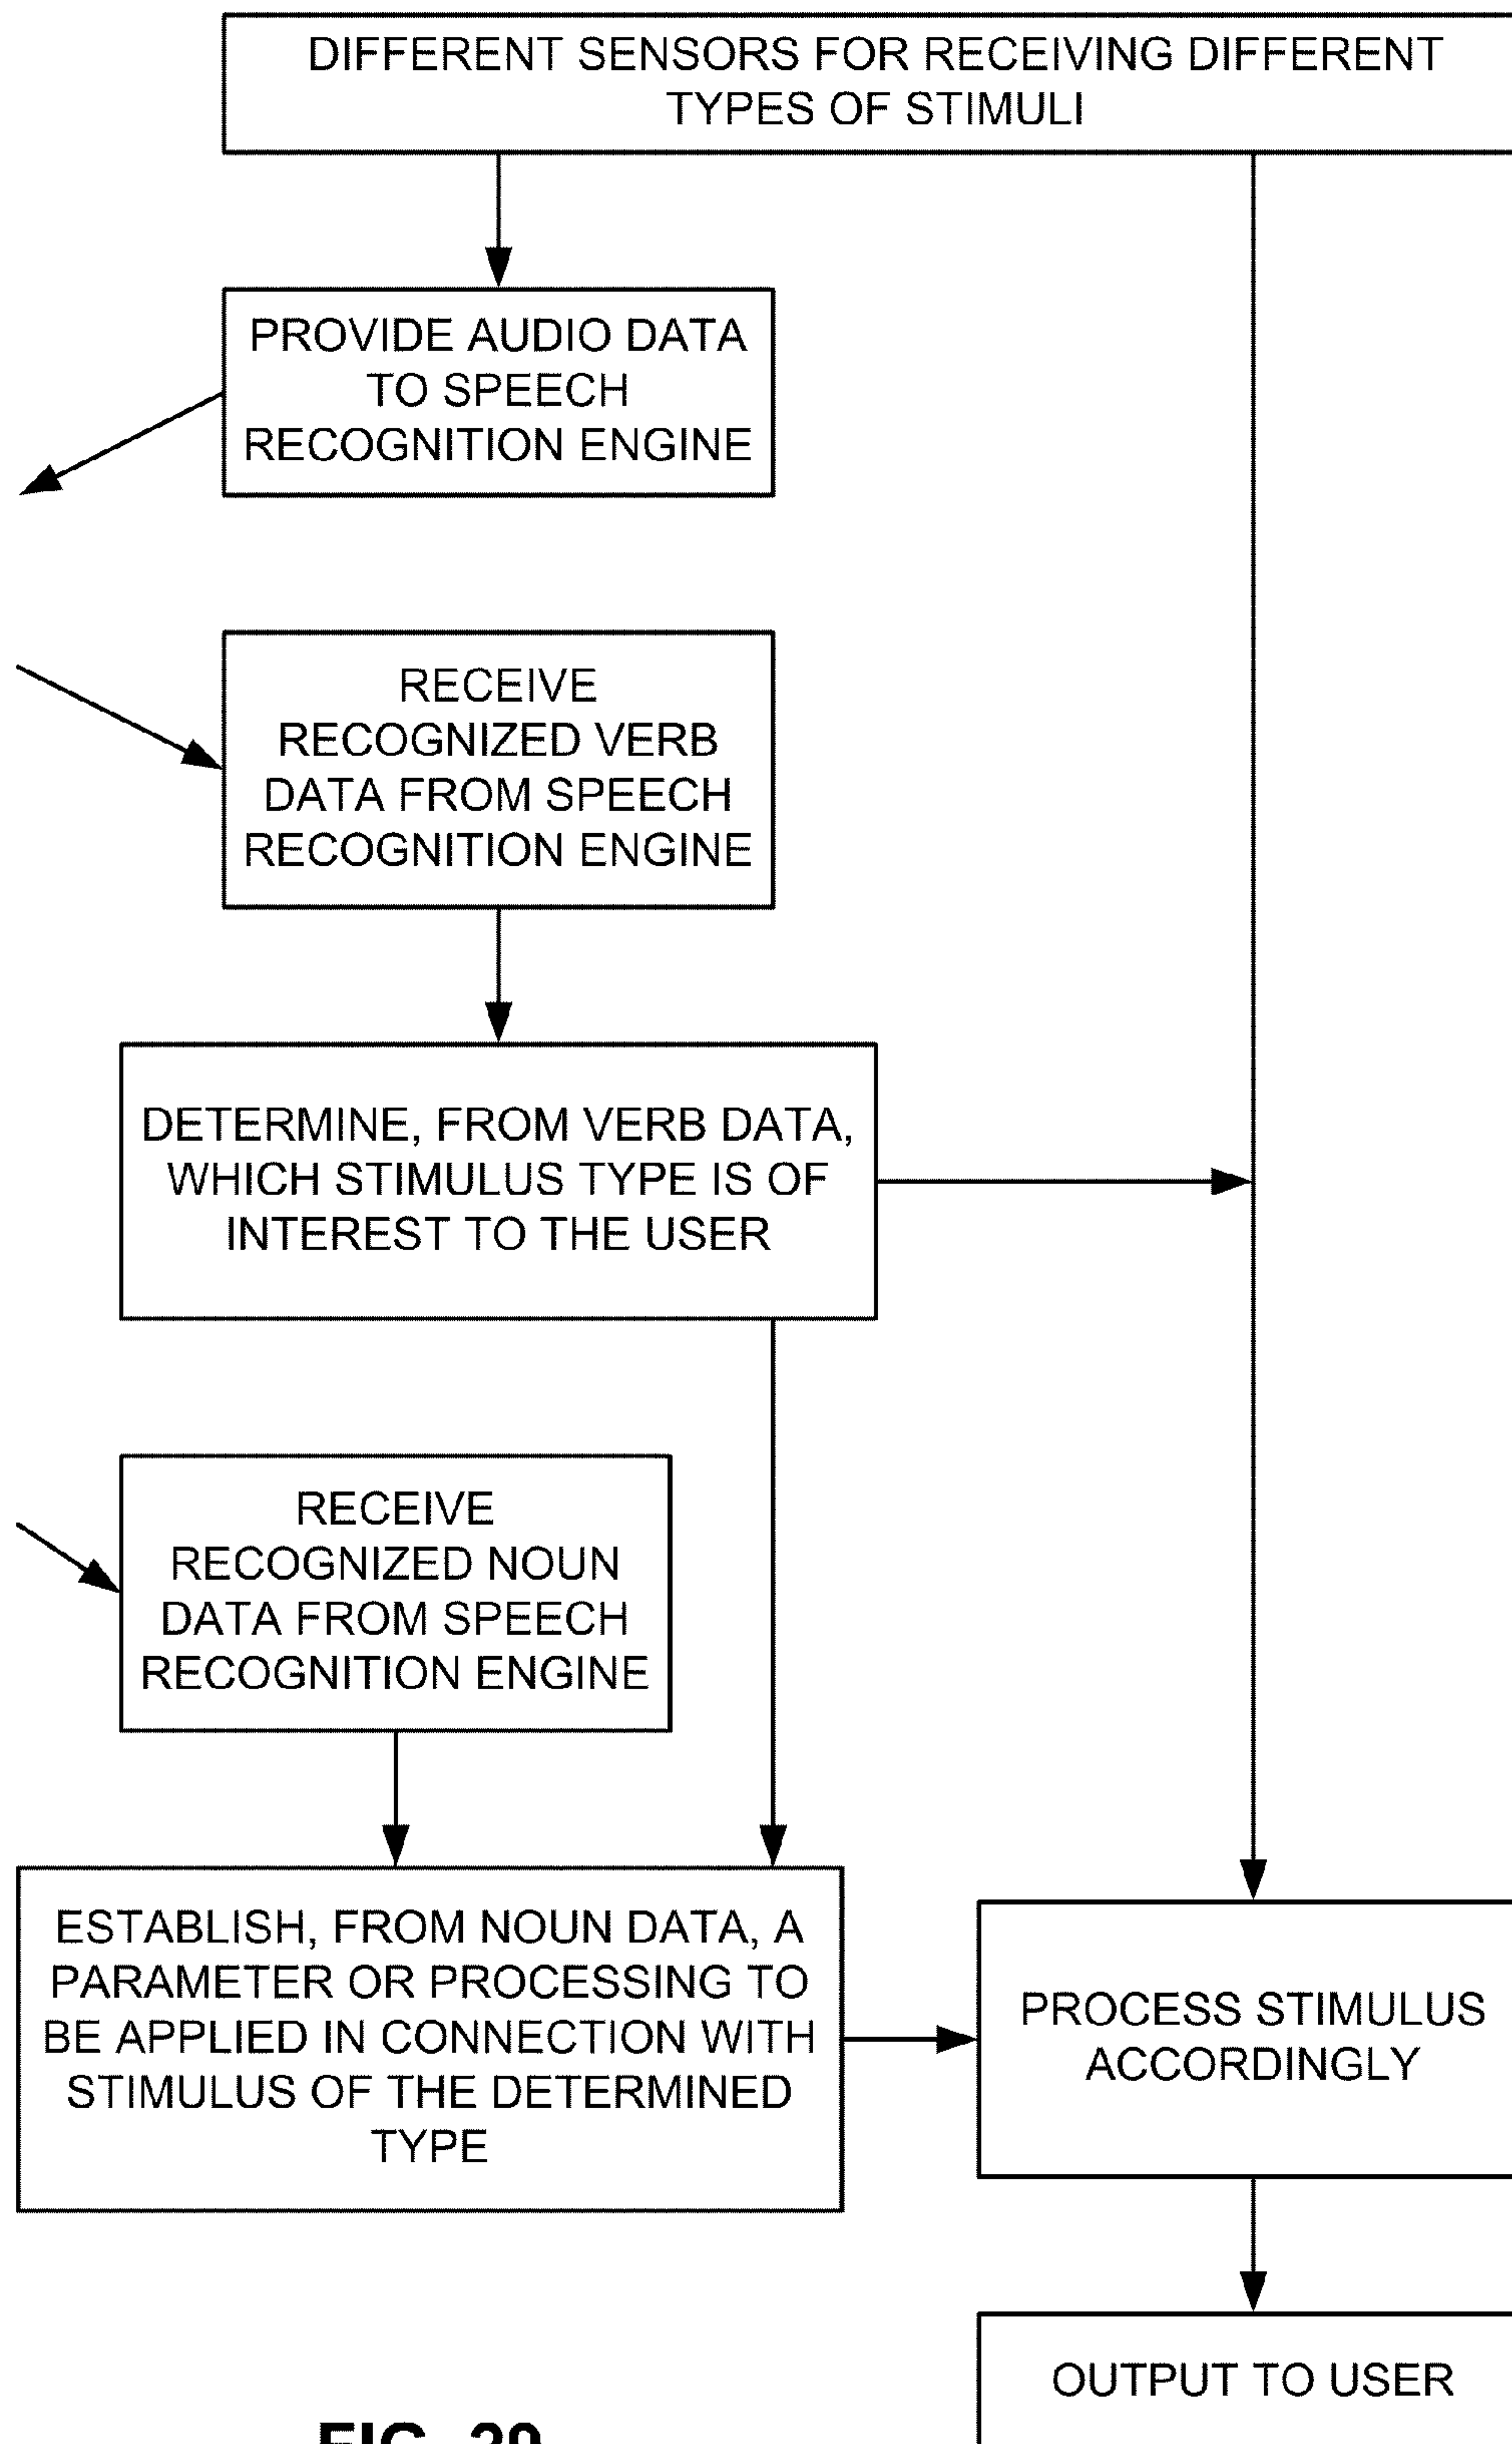 DIFFERENT SENSORS FOR RECEIVING DIFFERENT
TYPES OF STIMULI
PROVIDE AUDIO DATA
TO SPEECH
RECOGNITION ENGINE
RECEIVE
RECOGNIZED VERB
DATA FROM SPEECH
RECOGNITION ENGINE
DETERMINE, FROM VERB DATA,
WHICH STIMULUS TYPE IS OF
INTEREST TO THE USER
RECEIVE
RECOGNIZED NOUN
DATA FROM SPEECH
RECOGNITION ENGINE
ESTABLISH, FROM NOUN DATA, A
PARAMETER OR PROCESSING TO
BE APPLIED IN CONNECTION WITH
STIMULUS OF THE DETERMINED
TYPE
PROCESS STIMULUS
ACCORDINGLY
OUTPUT TO USER
FIG.